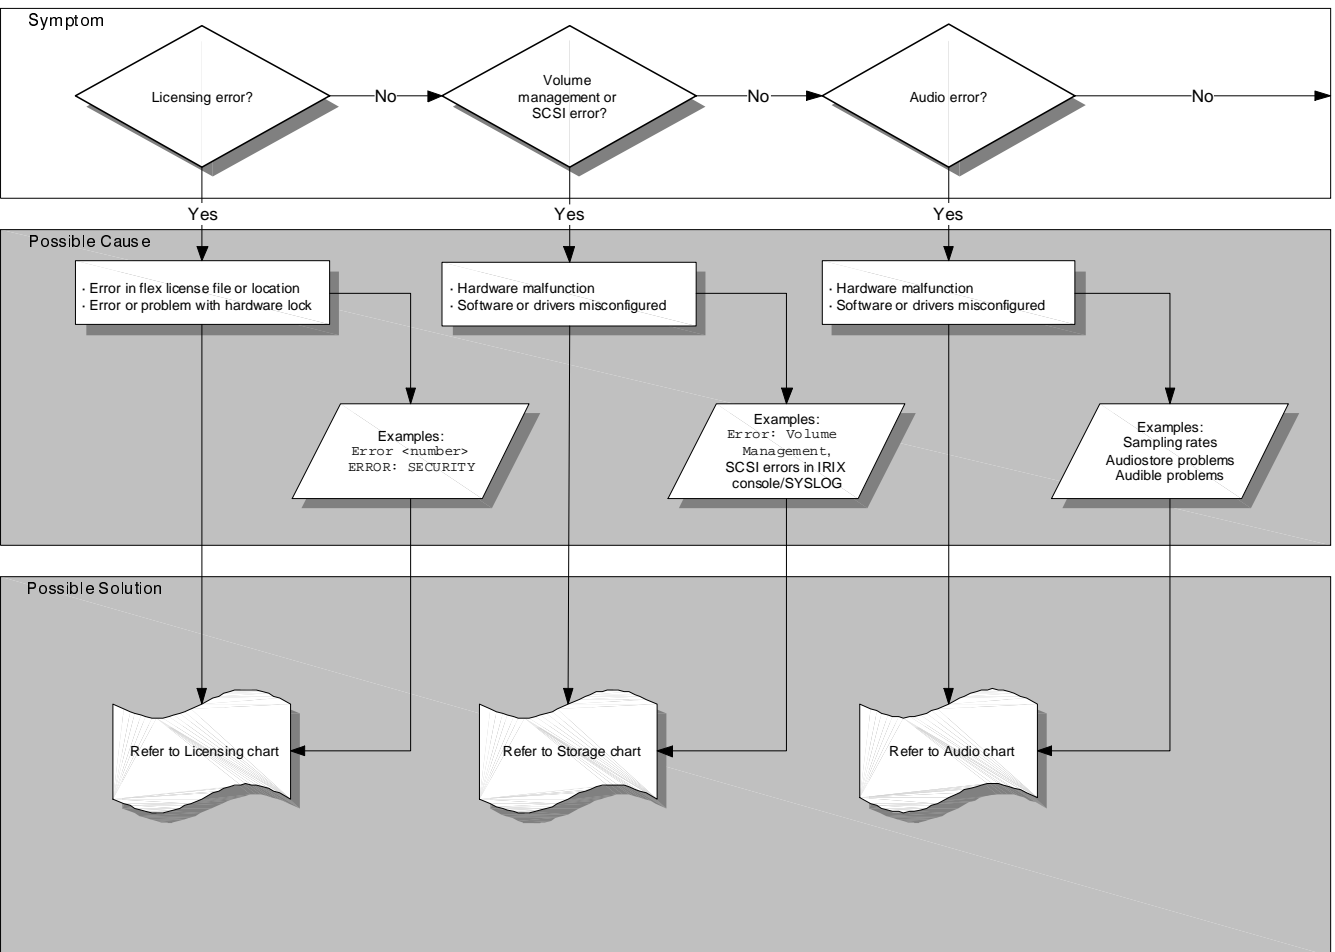 Symptom
Licensing error?
No
Volume
management or
SCSI error?
No
Audio error?
No
Yes
Yes
Yes
Possible Cause
· Error in flex license file or location
· Error or problem with hardware lock
· Hardware malfunction
· Software or drivers misconfigured
· Hardware malfunction
· Software or drivers misconfigured
Examples:
Error <number>
ERROR: SECURITY
Examples:
Error: Volume
Management,
SCSI errors in IRIX
console/SYSLOG
Examples:
Sampling rates
Audiostore problems
Audible problems
Possible Solution
Refer to Licensing chart
Refer to Storage chart
Refer to Audio chart